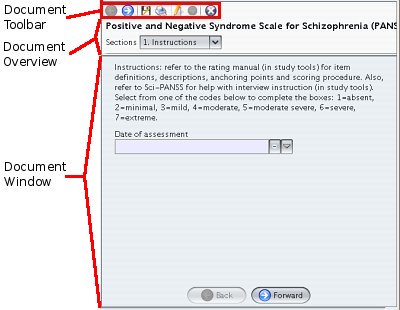 Document
Toolbar
Positive and Negative Syndrome Scale for Schizophrenia (PANS
Document
Overview
Sections 1. Instructions
Instructions: refer to the rating manual (in study tools) for item
definitions, descriptions, anchoring points and scoring procedure. Also,
refer to Sci-PANSS for help with interview instruction (in study tools).
Select from one of the codes below to complete the boxes: 1=absent,
2=minimal, 3=mild, 4=moderate, 5=moderate severe, 6=severe,
7=extreme.
Date of assessment
Document
Window
Back Forward